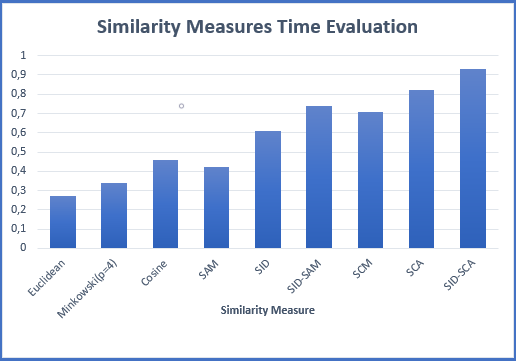 Similarity Measures Time Evaluation
1
0,9
0,8
0,7
0,6
0,5
0,4
0,3
0,2
0,1
0
Euclidean
Minkowski(p=4)
Cosine
SAM
SID
SID-SAM
SCM
SCA
SID-SCA
Similarity Measure